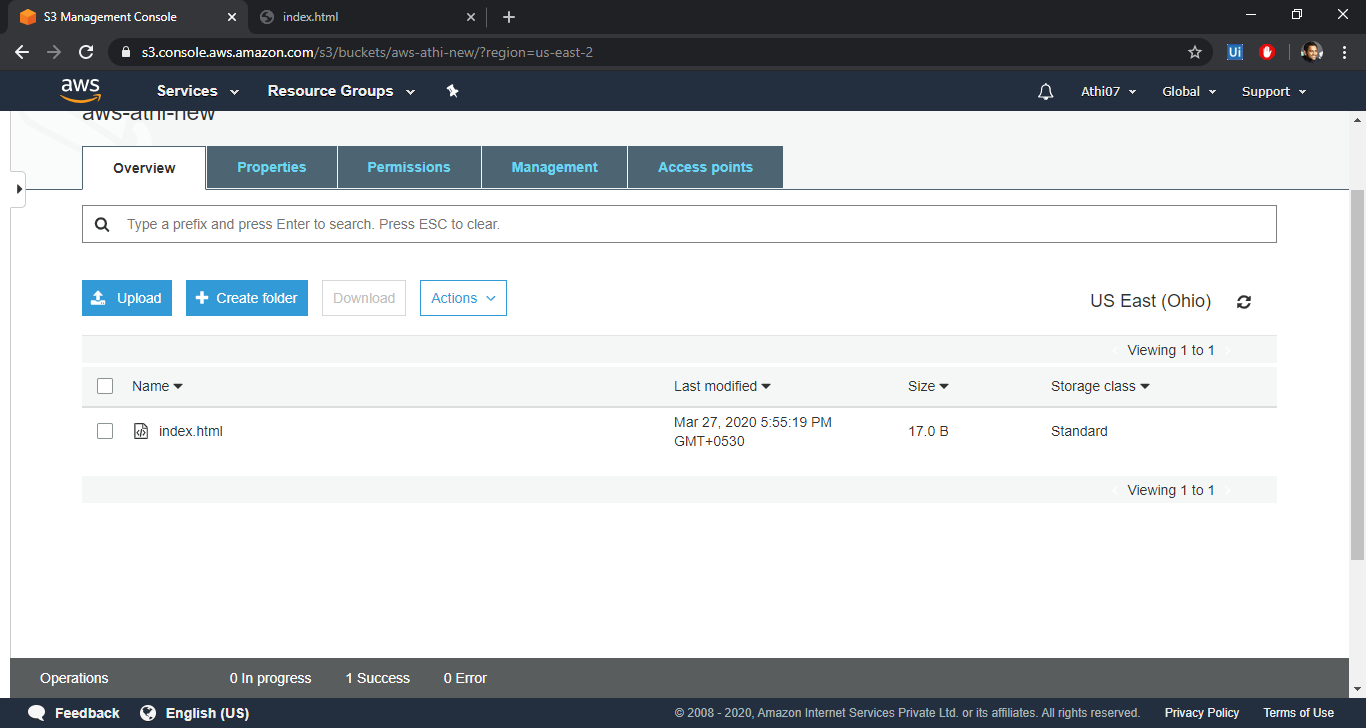 S3 Management Console
index.html
s3.console.aws.amazon.com/s3/buckets/aws-athi-new/?region=us-east-2
Ui
aws
Services
Resource Groups
Athi07
Global
Support
aws-athi-new
Overview
Properties
Permissions
Management
Access points
Type a prefix and press Enter to search. Press ESC to clear.
Upload
Create folder
Download
Actions
US East (Ohio)
Viewing 1 to 1
Name
Last modified
Size
Storage class
index.html
Mar 27, 2020 5:55:19 PM
GMT+0530
17.0 B
Standard
Viewing 1 to 1
Operations
0 In progress
1 Success
0 Error
Feedback
English (US)
© 2008 - 2020, Amazon Internet Services Private Ltd. or its affiliates. All rights reserved.
Privacy Policy
Terms of Use